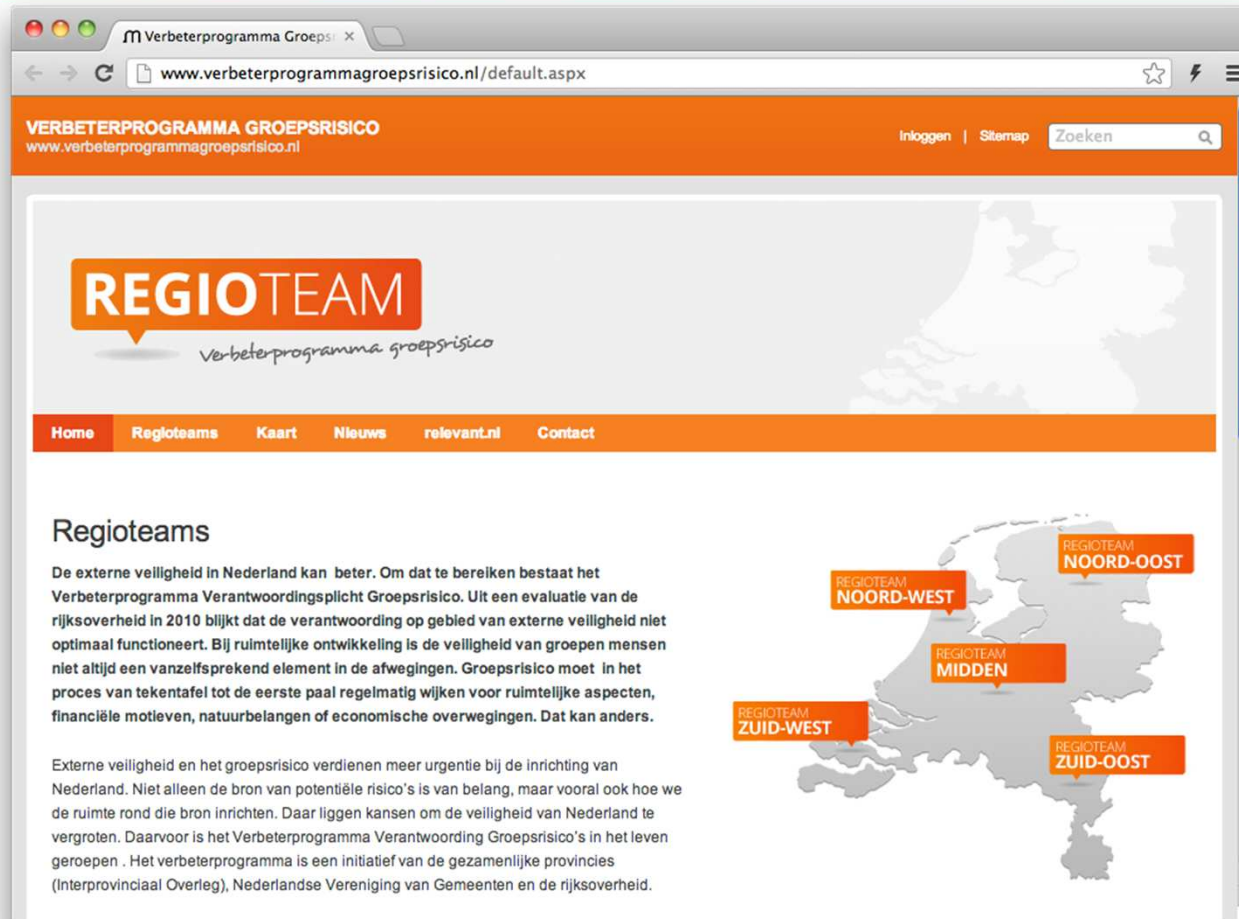 Verbeterprogramma Groeps
www.verbeterprogrammagroepsrisico.nl/default.aspx
VERBETERPROGRAMMA GROEPSRISICO
www.verbeterprogrammagroepsrisico.nl
Inloggen | Sitemap
Zoeken
REGIOTEAM
verbeterprogramma groepsrisico
Home Regioteams Kaart Nieuws relevant.nl Contact
Regioteams
De externe veiligheid in Nederland kan  beter. Om dat te bereiken bestaat het
Verbeterprogramma Verantwoordingsplicht Groepsrisico. Uit een evaluatie van de
rijksoverheid in 2010 blijkt dat de verantwoording op gebied van externe veiligheid niet
optimaal functioneert. Bij ruimtelijke ontwikkeling is de veiligheid van groepen mensen
niet altijd een vanzelfsprekend element in de afwegingen. Groepsrisico moet  in het
proces van tekentafel tot de eerste paal regelmatig wijken voor ruimtelijke aspecten,
financiële motieven, natuurbelangen of economische overwegingen. Dat kan anders.
Externe veiligheid en het groepsrisico verdienen meer urgentie bij de inrichting van
Nederland. Niet alleen de bron van potentiële risico's is van belang, maar vooral ook hoe we
de ruimte rond die bron inrichten. Daar liggen kansen om de veiligheid van Nederland te
vergroten. Daarvoor is het Verbeterprogramma Verantwoording Groepsrisico's in het leven
geroepen . Het verbeterprogramma is een initiatief van de gezamenlijke provincies
(Interprovinciaal Overleg), Nederlandse Vereniging van Gemeenten en de rijksoverheid.
REGIOTEAM
NOORD-OOST
REGIOTEAM
NOORD-WEST
REGIOTEAM
MIDDEN
REGIOTEAM
ZUID-WEST
REGIOTEAM
ZUID-OOST